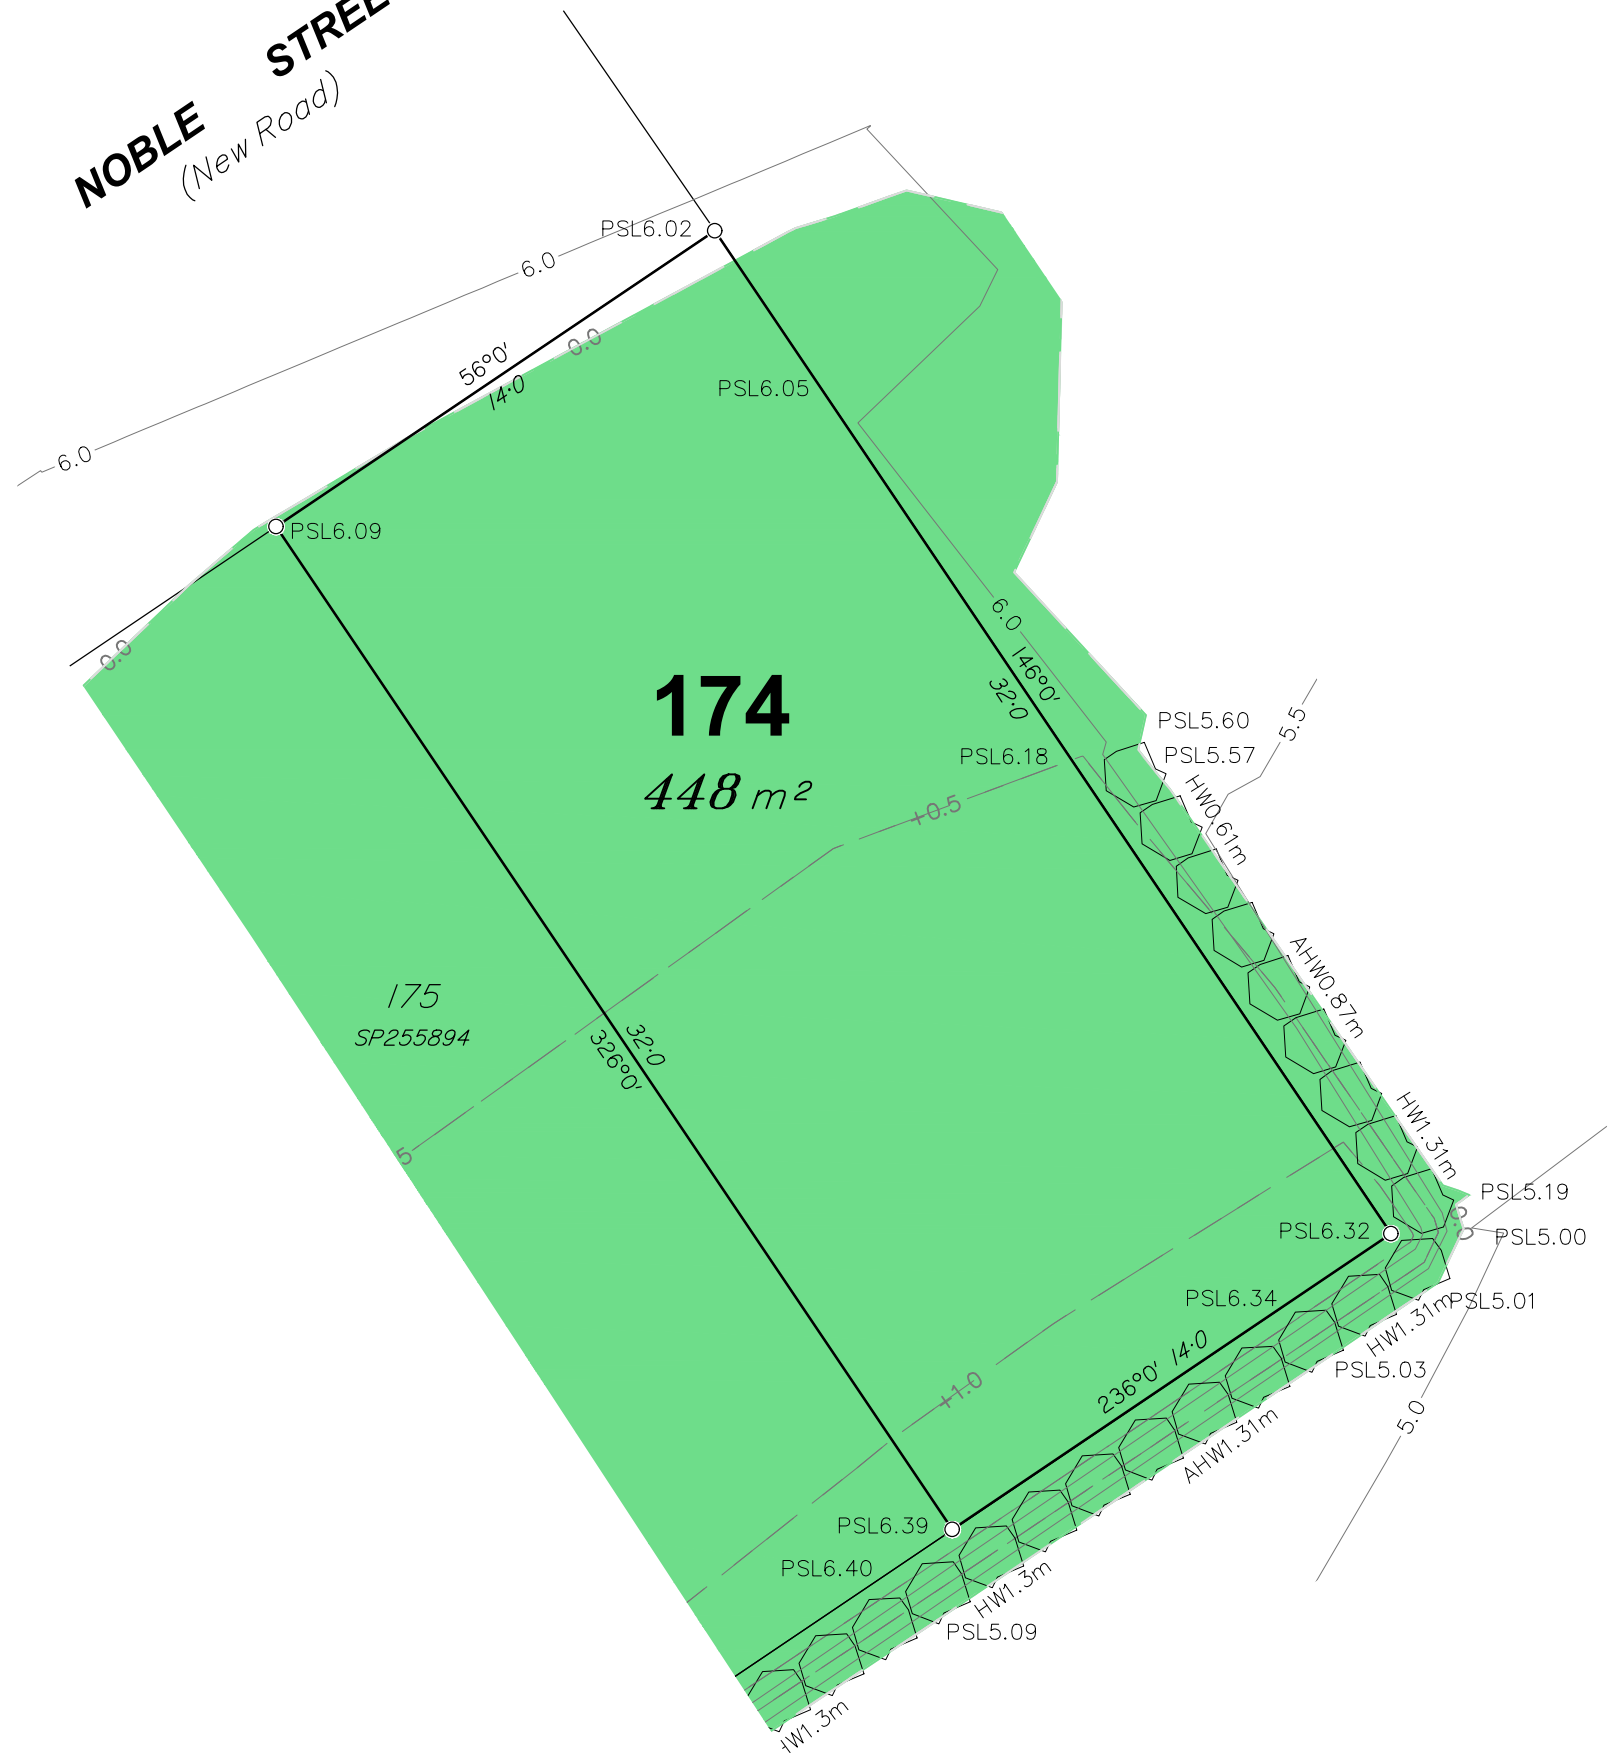 NOBLE STREE
(New Road)
PSL6.02
6.0
0.0
56°0'
14·0
PSL6.05
6.0
PSL6.09
0.0
6.0
146°0'
32·0
174
448 m²
PSL5.60
5.5
PSL5.57
PSL6.18
HW0.61m
+0.5
AHW0.87m
175
SP255894
32·0
326°0'
HW1.31m
5
PSL5.19
0.0
PSL6.32
PSL5.00
PSL6.34
PSL5.01
HW1.31m
PSL5.03
236°0' 14·0
+1.0
5.0
AHW1.31m
PSL6.39
PSL6.40
HW1.3m
PSL5.09
HW1.3m